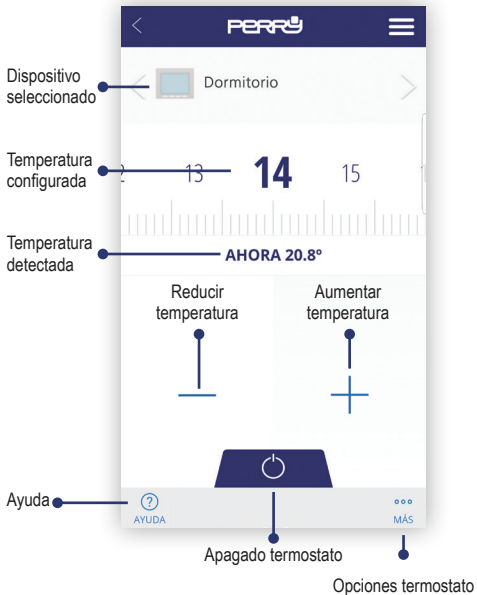 PERRY
Dispositivo
seleccionado
Dormitorio
Temperatura
configurada
13
14
15
Temperatura
detectada
AHORA 20.8º
Reducir
temperatura
Aumentar
temperatura
Ayuda
AYUDA
MÁS
Apagado termostato
Opciones termostato